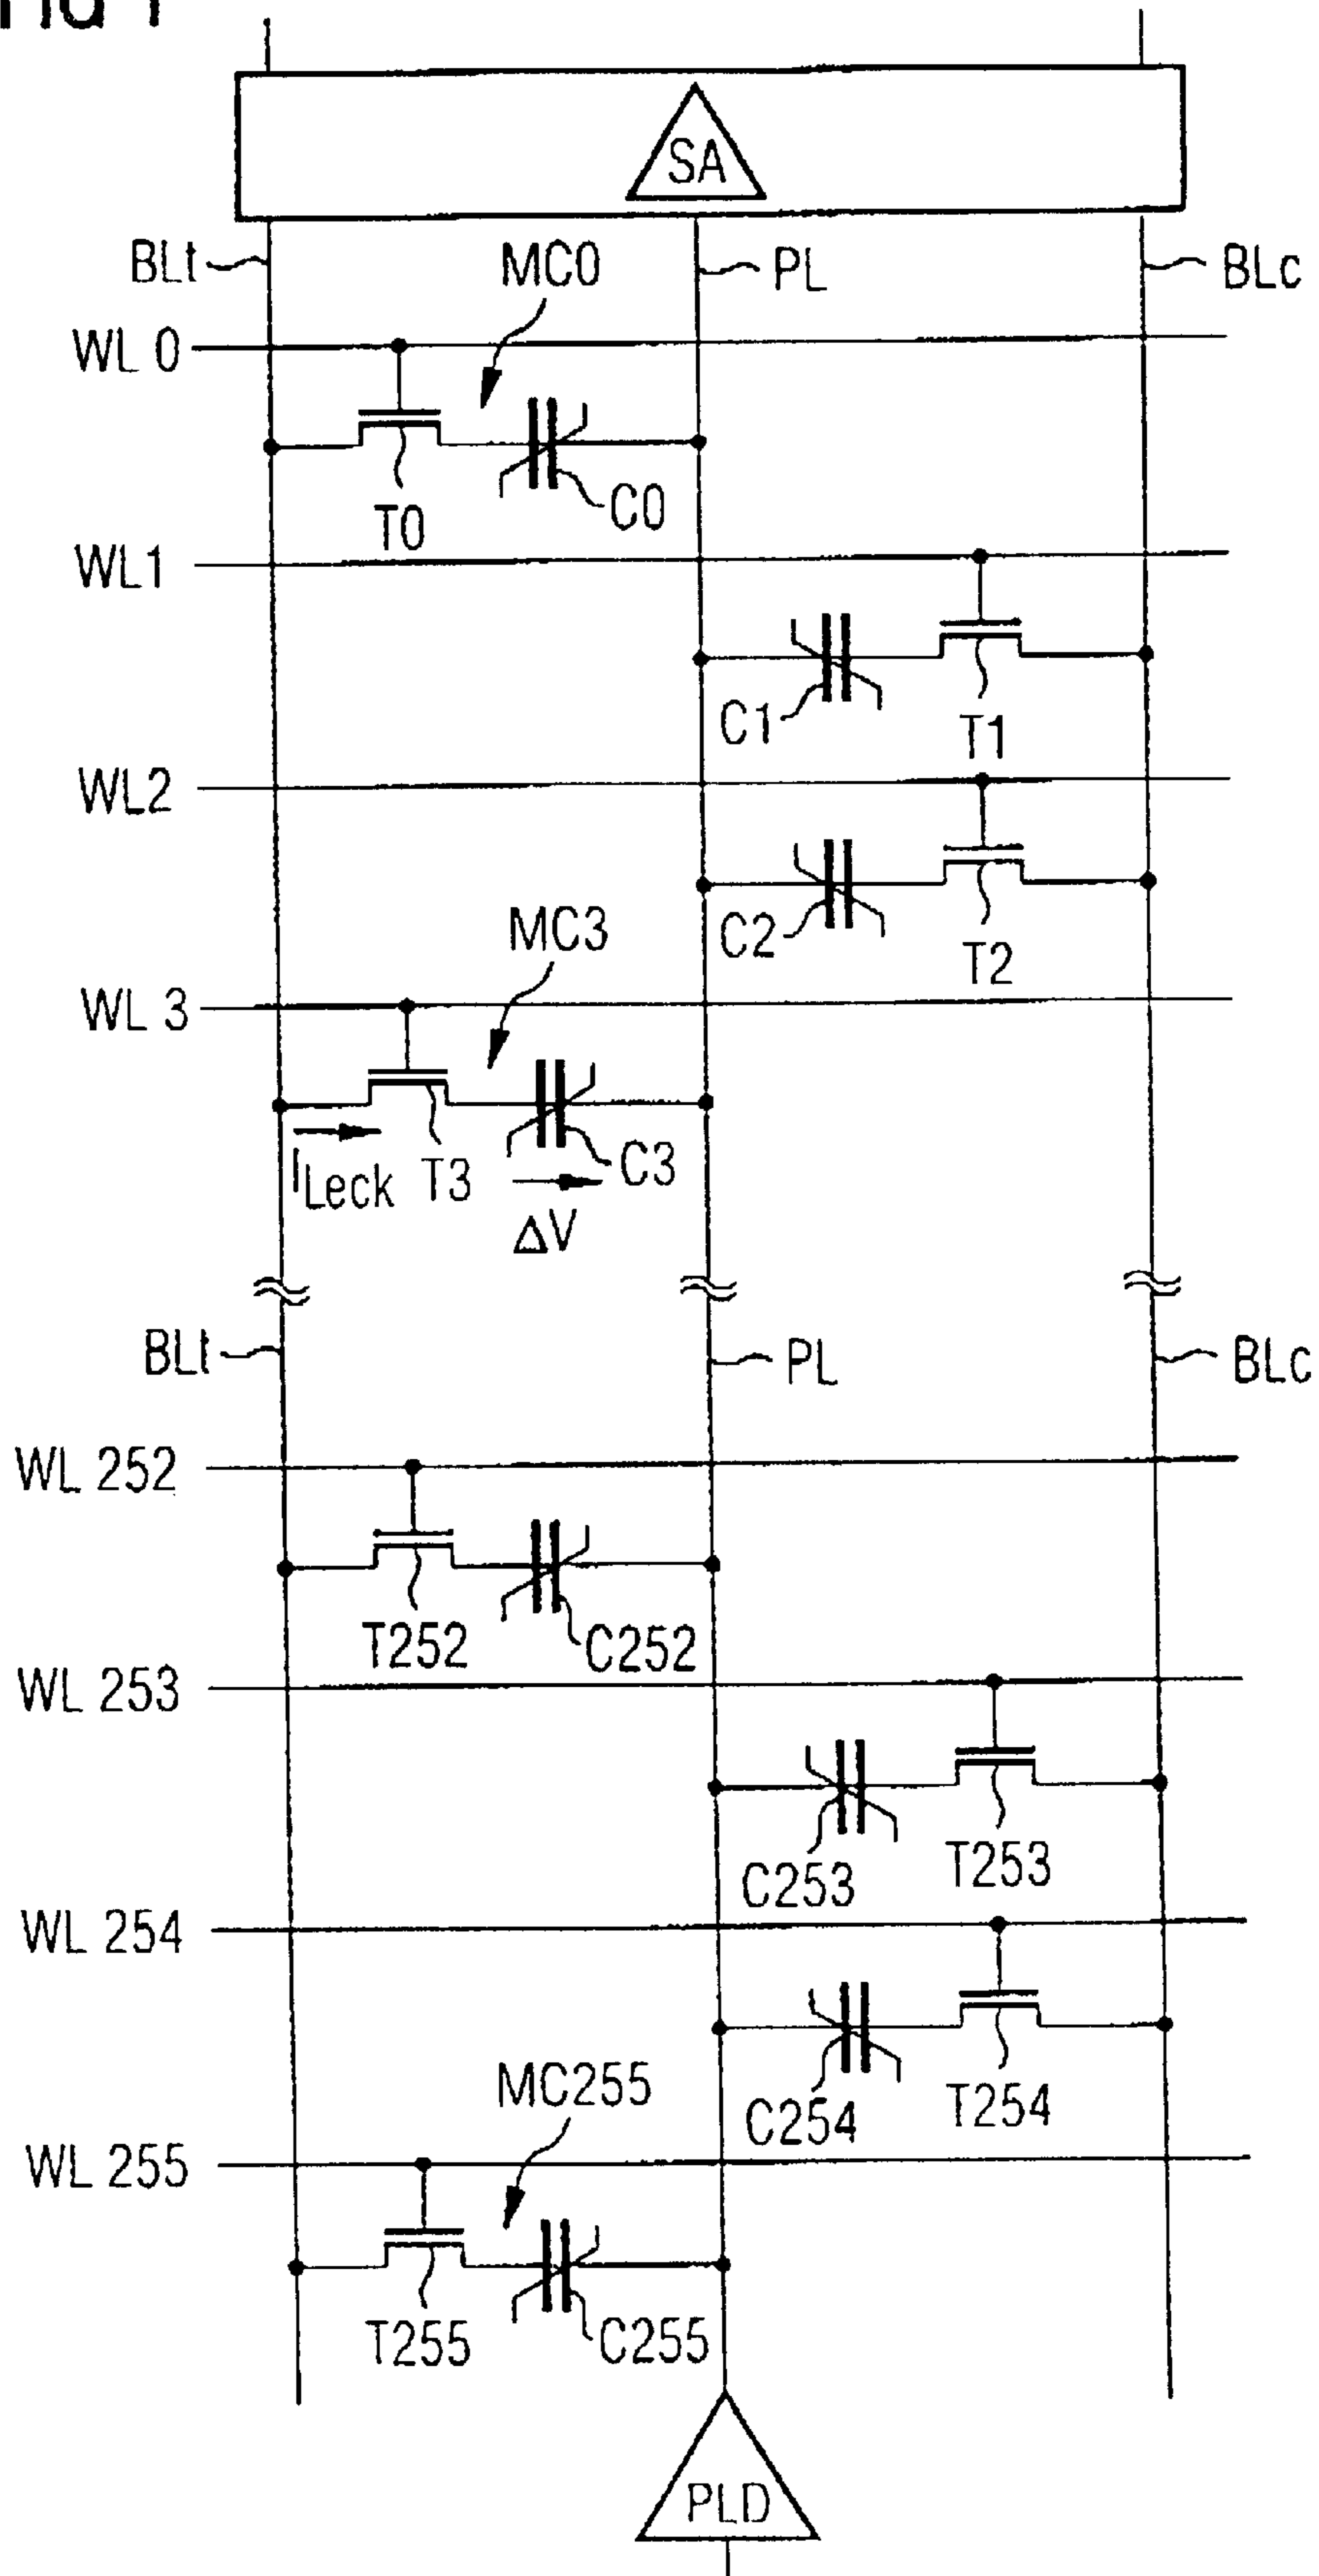 FIG 1
SA
BLt PL BLc
MC0
WL 0
T0 C0
WL1
C1 T1
WL2
C2 T2
MC3
WL 3
ILeck T3 C3
ΔV
BLt PL BLc
WL 252
T252 C252
WL 253
C253 T253
WL 254
C254 T254
MC255
WL 255
T255 C255
PLD